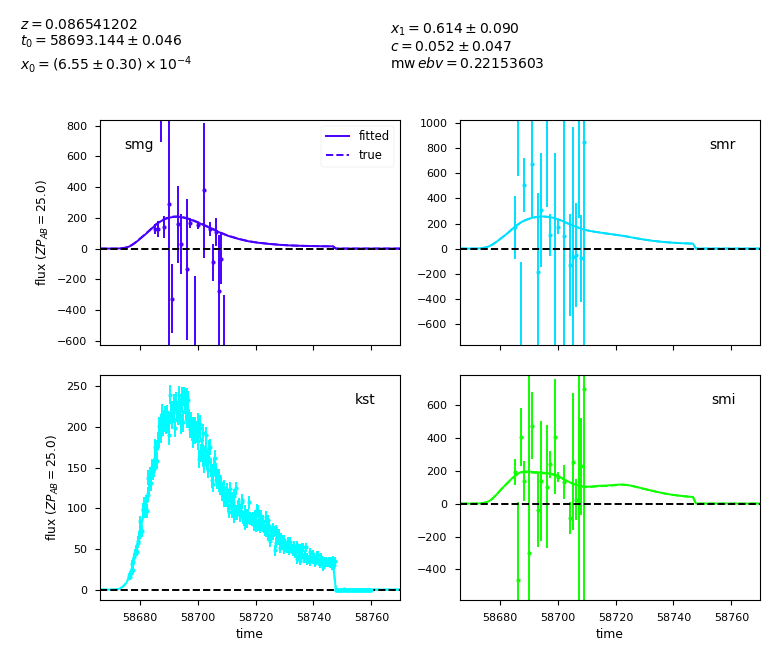 z = 0.086541202
t0 = 58693.144 ± 0.046
x0 = (6.55 ± 0.30) × 10^−4
x1 = 0.614 ± 0.090
c = 0.052 ± 0.047
mwebv = 0.22153603
smg
fitted
true
flux (ZP_AB = 25.0)
800
600
400
200
0
−200
−400
−600
smr
1000
800
600
400
200
0
−200
−400
−600
kst
flux (ZP_AB = 25.0)
250
200
150
100
50
0
58680 58700 58720 58740 58760
time
smi
600
400
200
0
−200
−400
58680 58700 58720 58740 58760
time